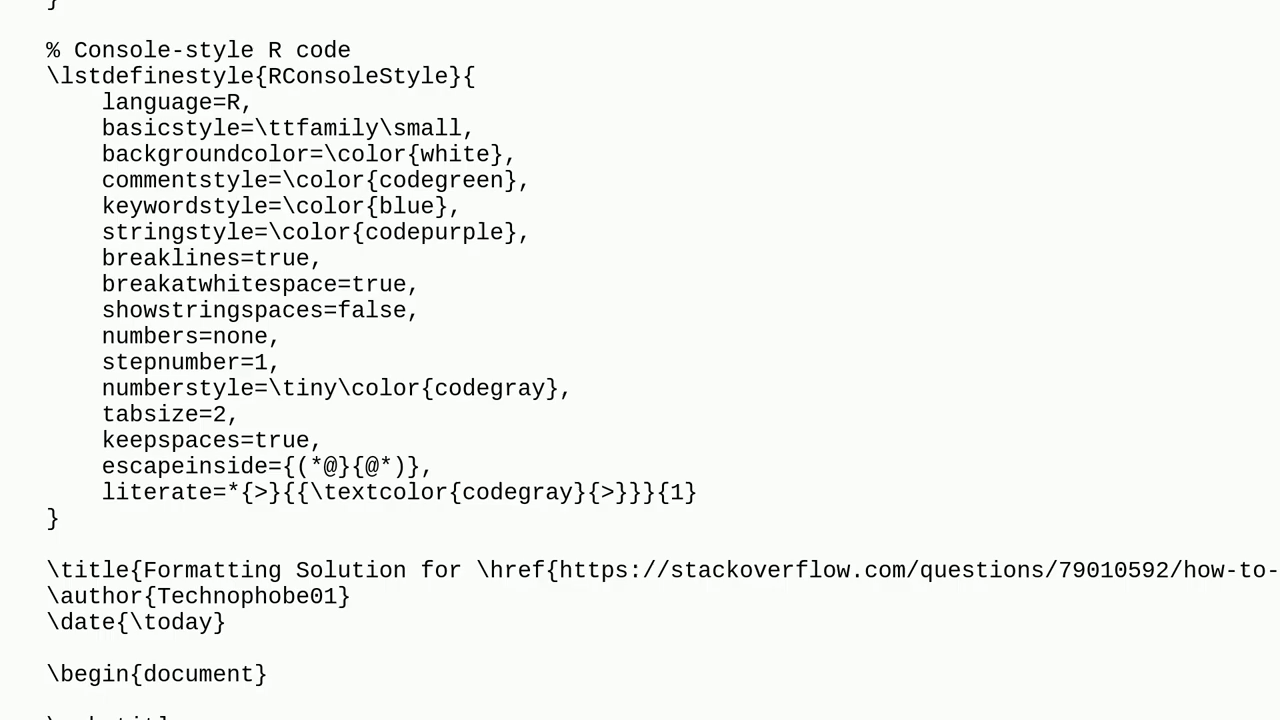 }
% Console-style R code
\lstdefinestyle{RConsoleStyle}{
    language=R,
    basicstyle=\ttfamily\small,
    backgroundcolor=\color{white},
    commentstyle=\color{codegreen},
    keywordstyle=\color{blue},
    stringstyle=\color{codepurple},
    breaklines=true,
    breakatwhitespace=true,
    showstringspaces=false,
    numbers=none,
    stepnumber=1,
    numberstyle=\tiny\color{codegray},
    tabsize=2,
    keepspaces=true,
    escapeinside={(*@}{@*)},
    literate=*{>}{{\textcolor{codegray}{>}}}{1}
}
\title{Formatting Solution for \href{https://stackoverflow.com/questions/79010592/how-to-
\author{Technophobe01}
\date{\today}
\begin{document}